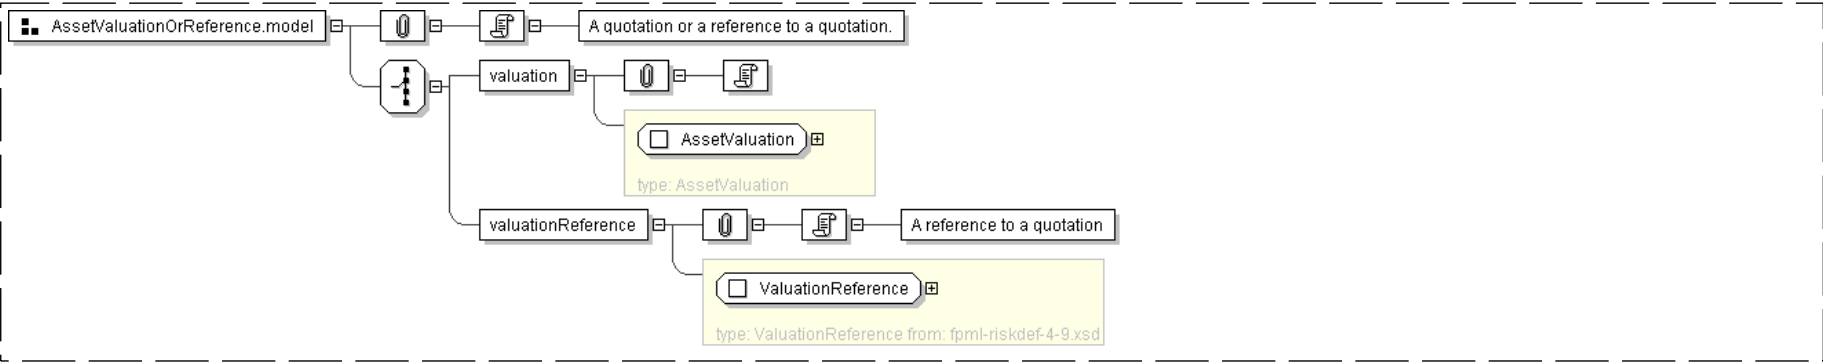 AssetValuationOrReference.model
A quotation or a reference to a quotation.
valuation
AssetValuation
type: AssetValuation
valuationReference
A reference to a quotation
ValuationReference
type: ValuationReference from: fpml-riskdef-4-9.xsd